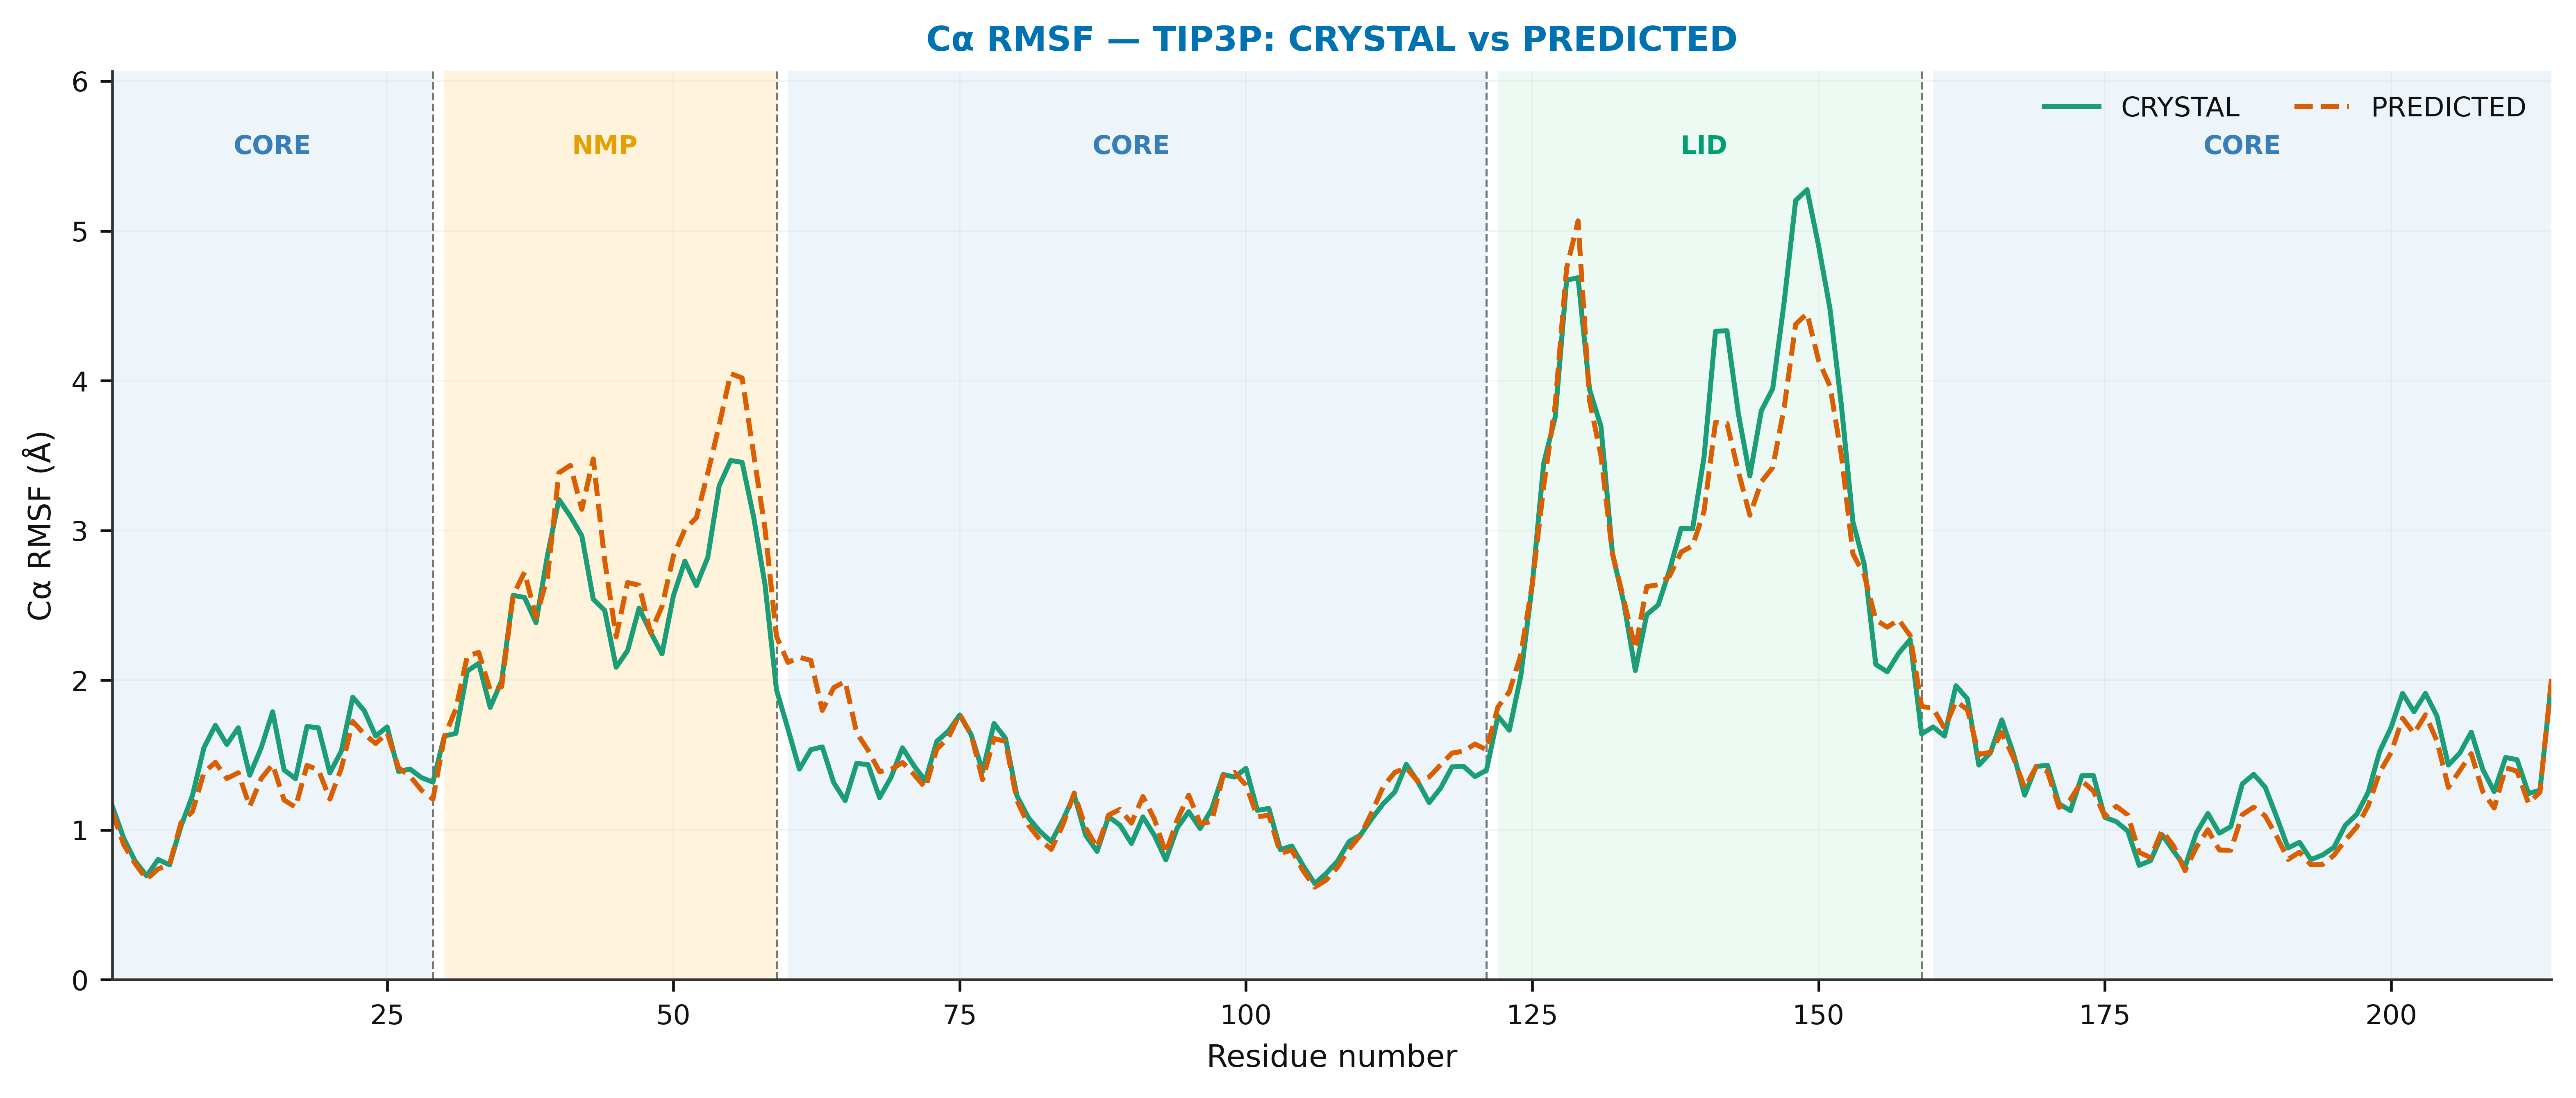 Cα RMSF — TIP3P: CRYSTAL vs PREDICTED
6
CRYSTAL PREDICTED
CORE NMP CORE LID CORE
5
4
3
2
1
0
Cα RMSF (Å)
25 50 75 100 125 150 175 200
Residue number